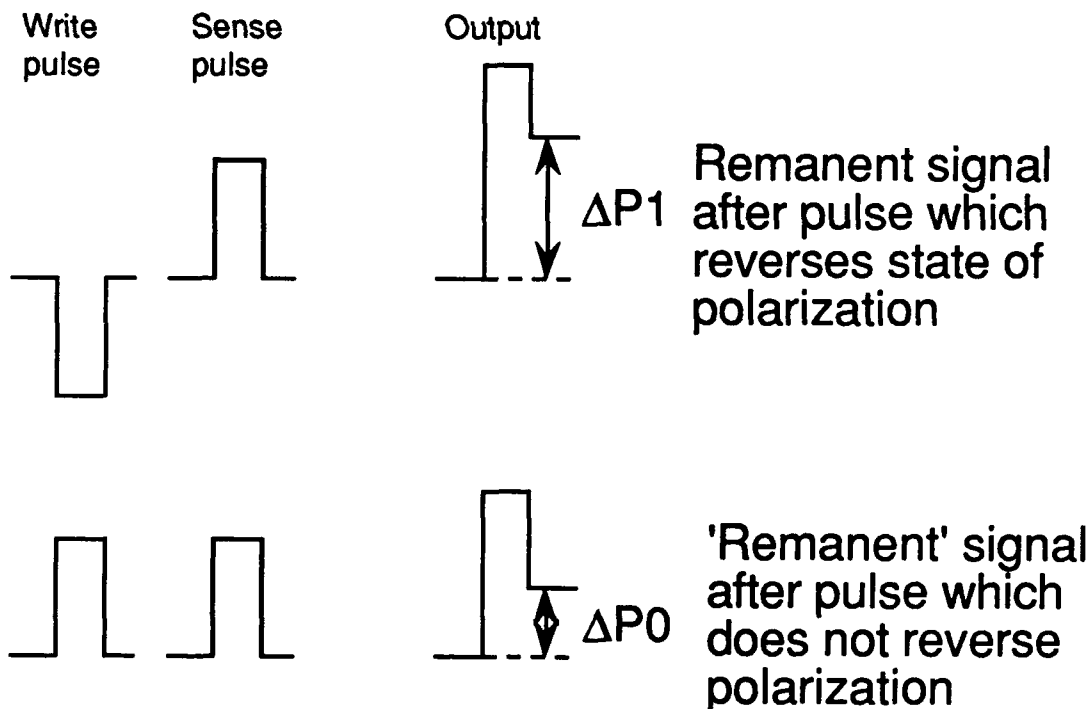 Write
pulse
Sense
pulse
Output
ΔP1
Remanent signal
after pulse which
reverses state of
polarization
ΔP0
'Remanent' signal
after pulse which
does not reverse
polarization